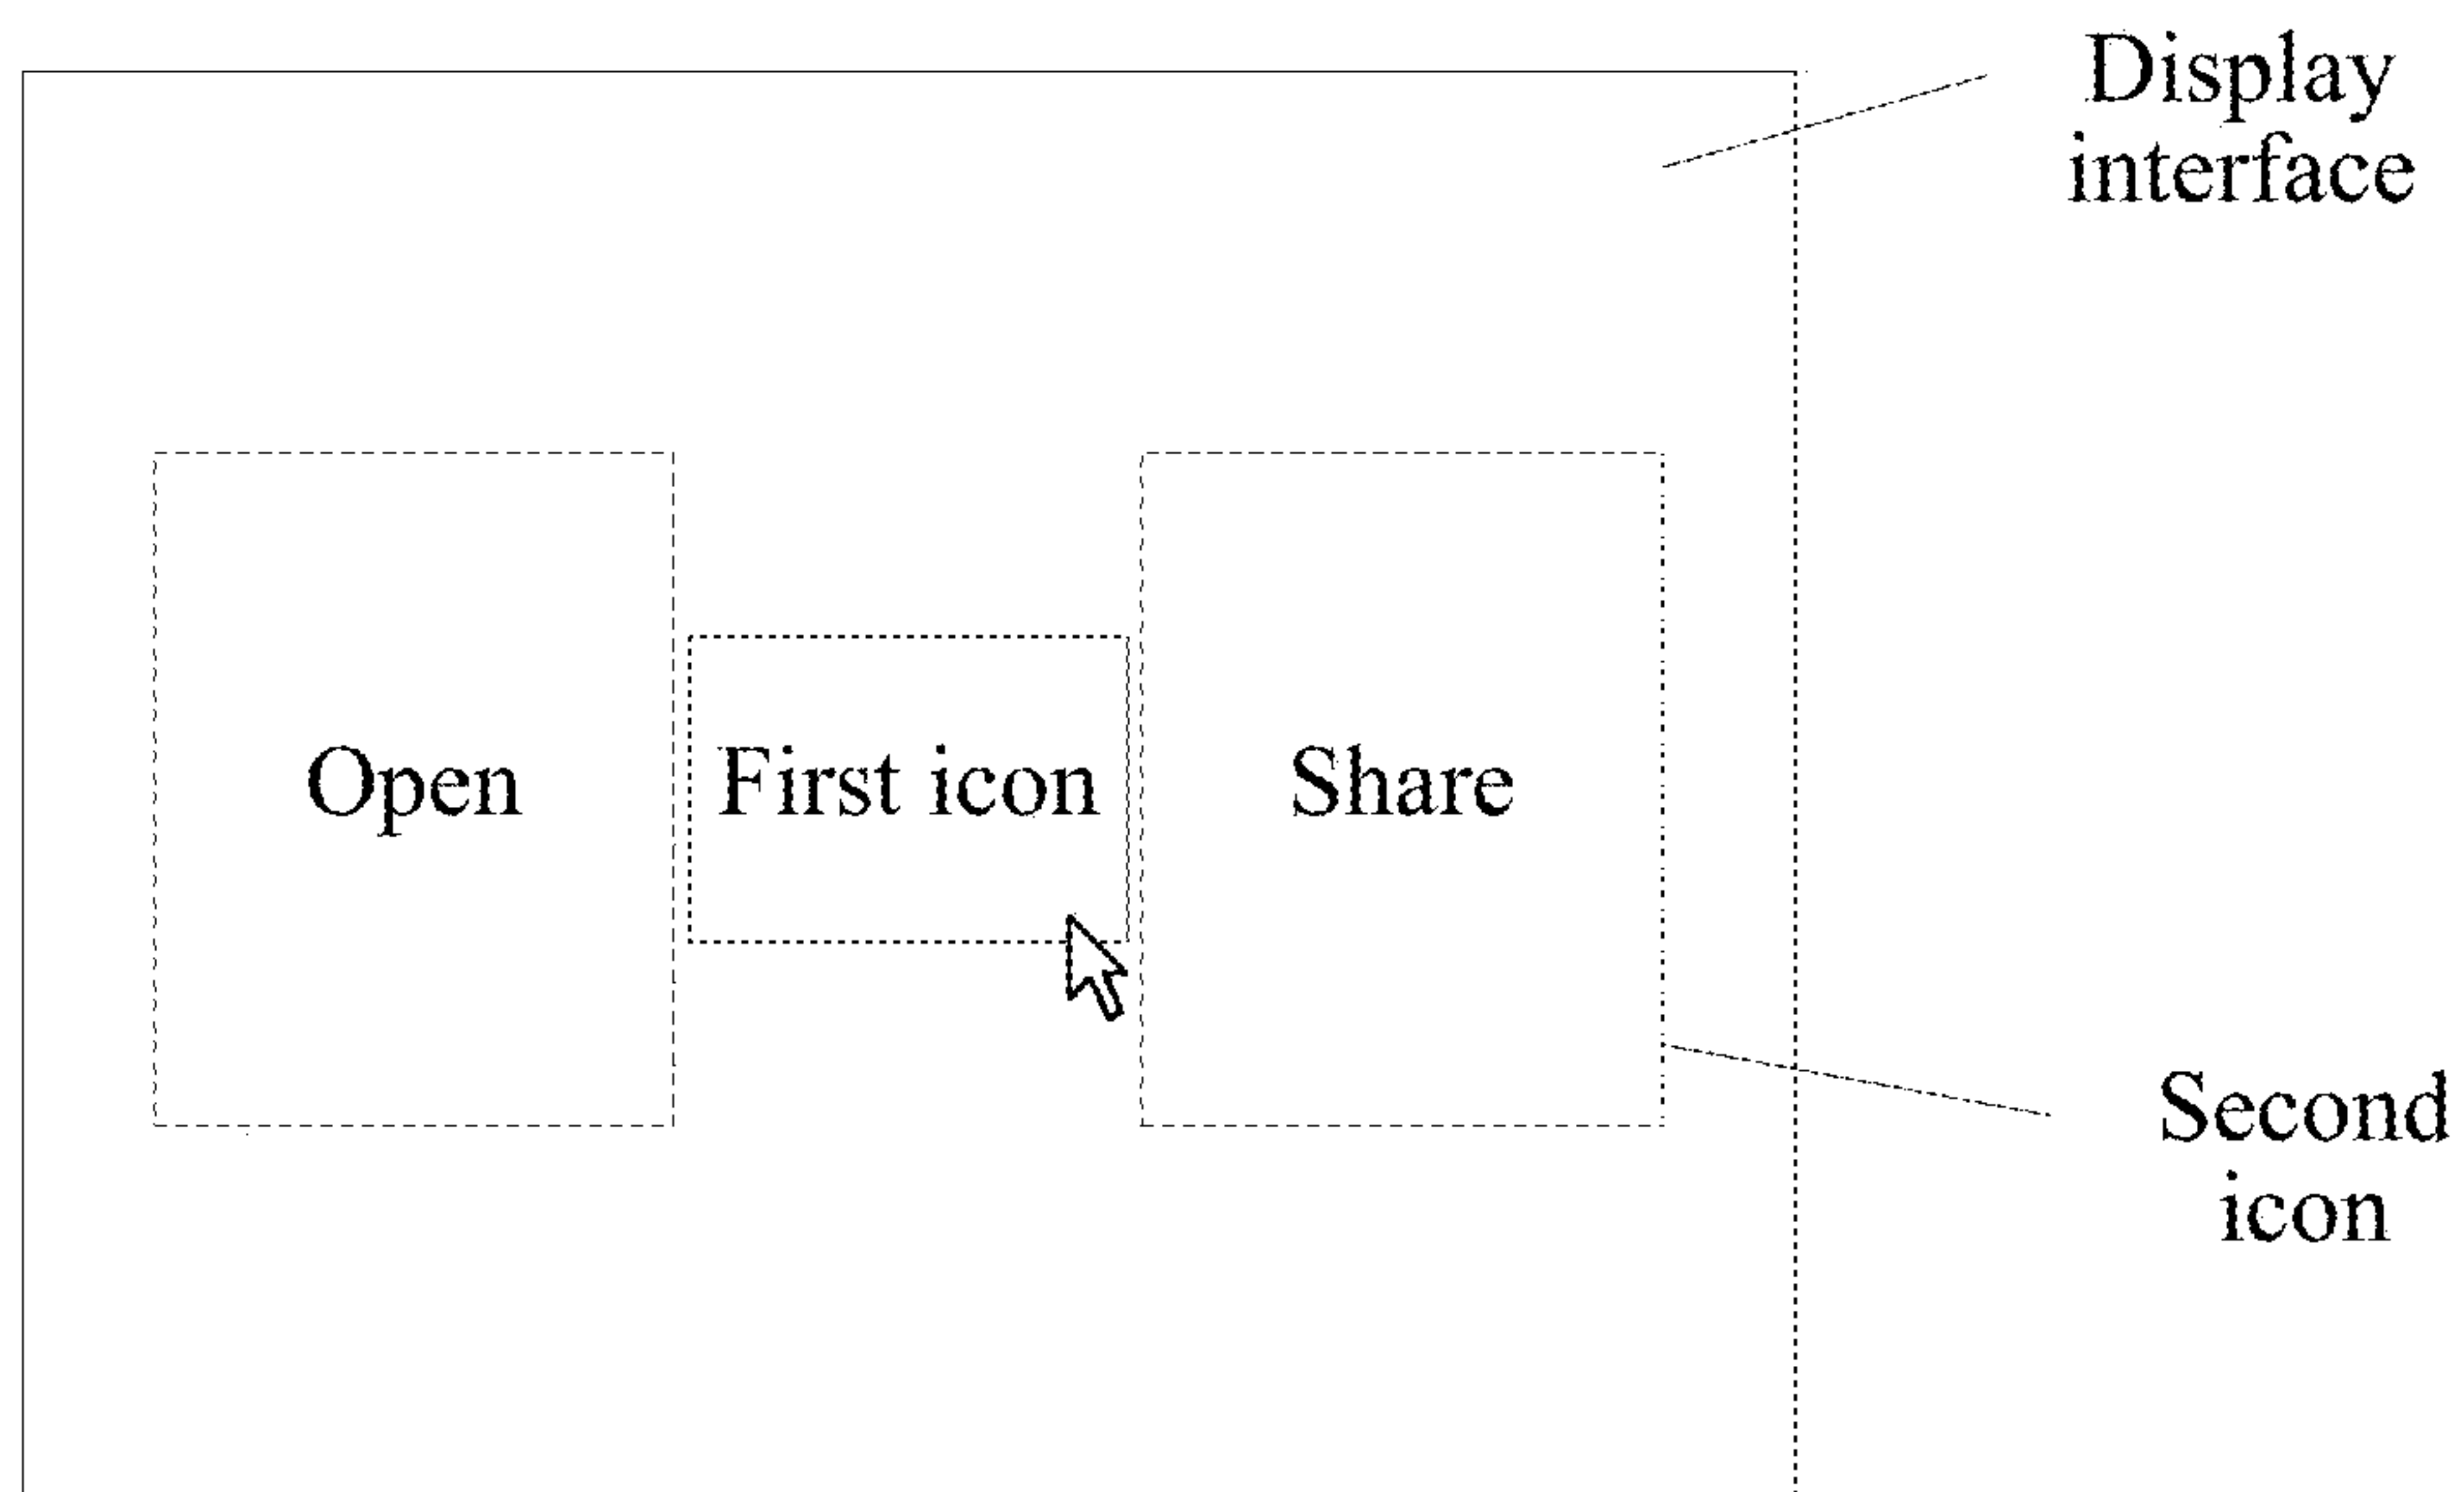 Display
interface
Open
First icon
Share
Second
icon